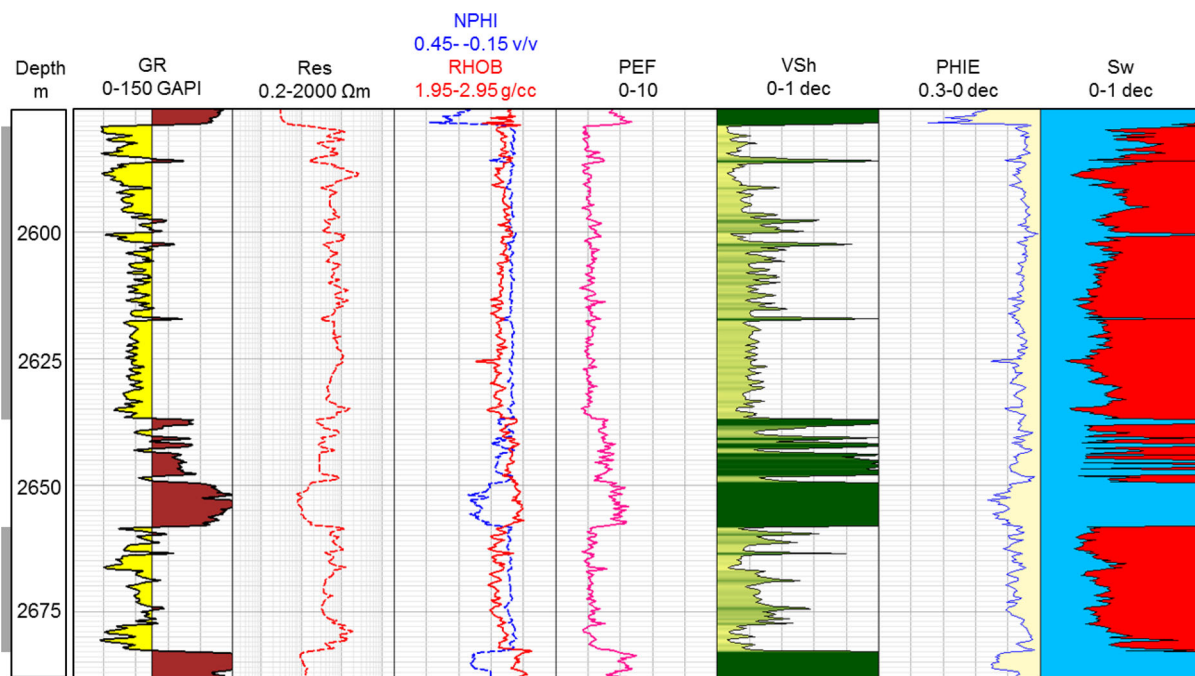 NPHI
0.45- -0.15 v/v
Depth GR Res RHOB PEF VSh PHIE Sw
m 0-150 GAPI 0.2-2000 Ωm 1.95-2.95 g/cc 0-10 0-1 dec 0.3-0 dec 0-1 dec
2600
2625
2650
2675